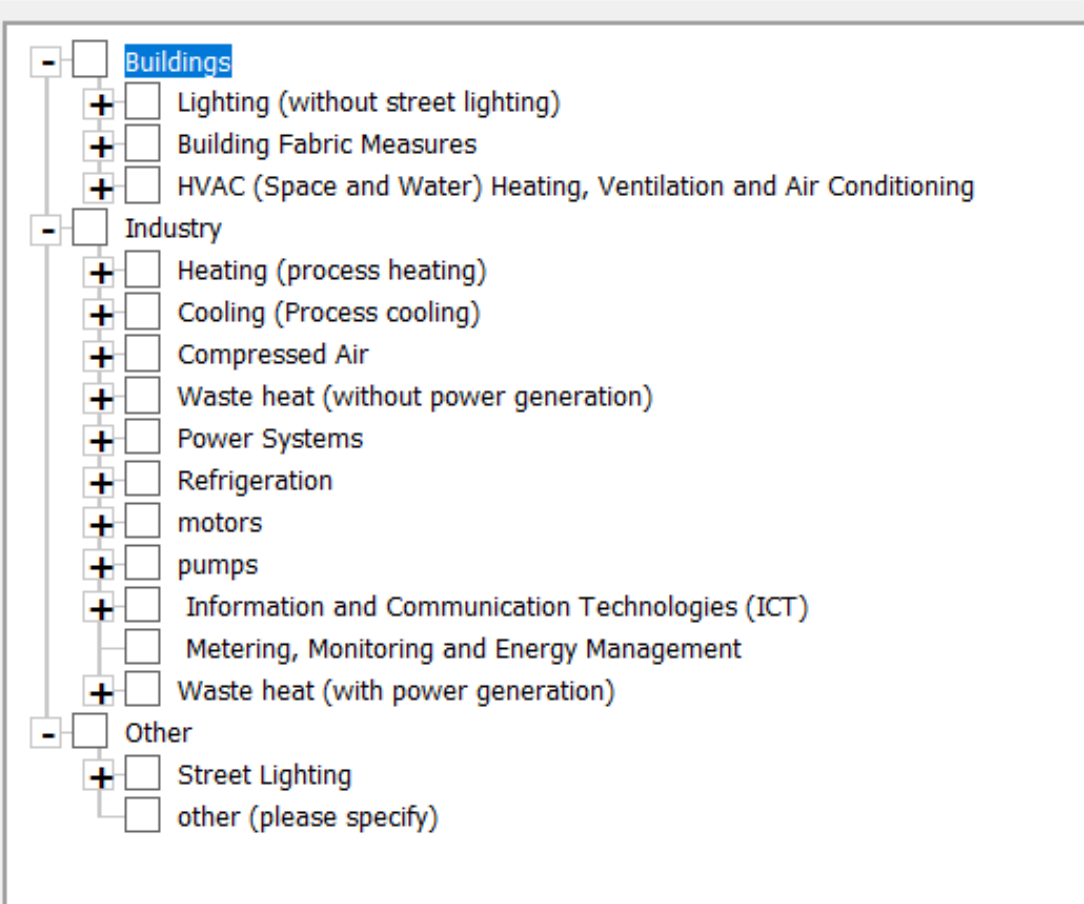 Buildings
Lighting (without street lighting)
Building Fabric Measures
HVAC (Space and Water) Heating, Ventilation and Air Conditioning
Industry
Heating (process heating)
Cooling (Process cooling)
Compressed Air
Waste heat (without power generation)
Power Systems
Refrigeration
motors
pumps
Information and Communication Technologies (ICT)
Metering, Monitoring and Energy Management
Waste heat (with power generation)
Other
Street Lighting
other (please specify)